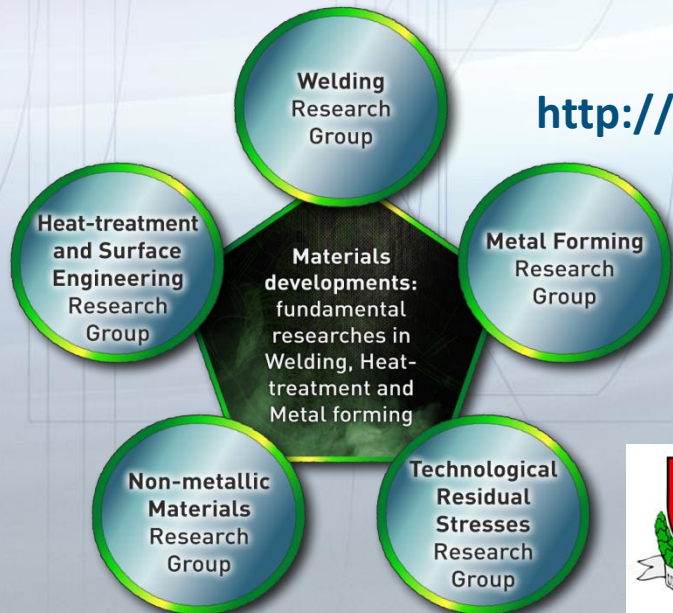 Welding
Research
Group
http://
Heat-treatment
and Surface
Engineering
Research
Group
Materials
developments:
fundamental
researches in
Welding, Heat-
treatment and
Metal forming
Metal Forming
Research
Group
Non-metallic
Materials
Research
Group
Technological
Residual
Stresses
Research
Group